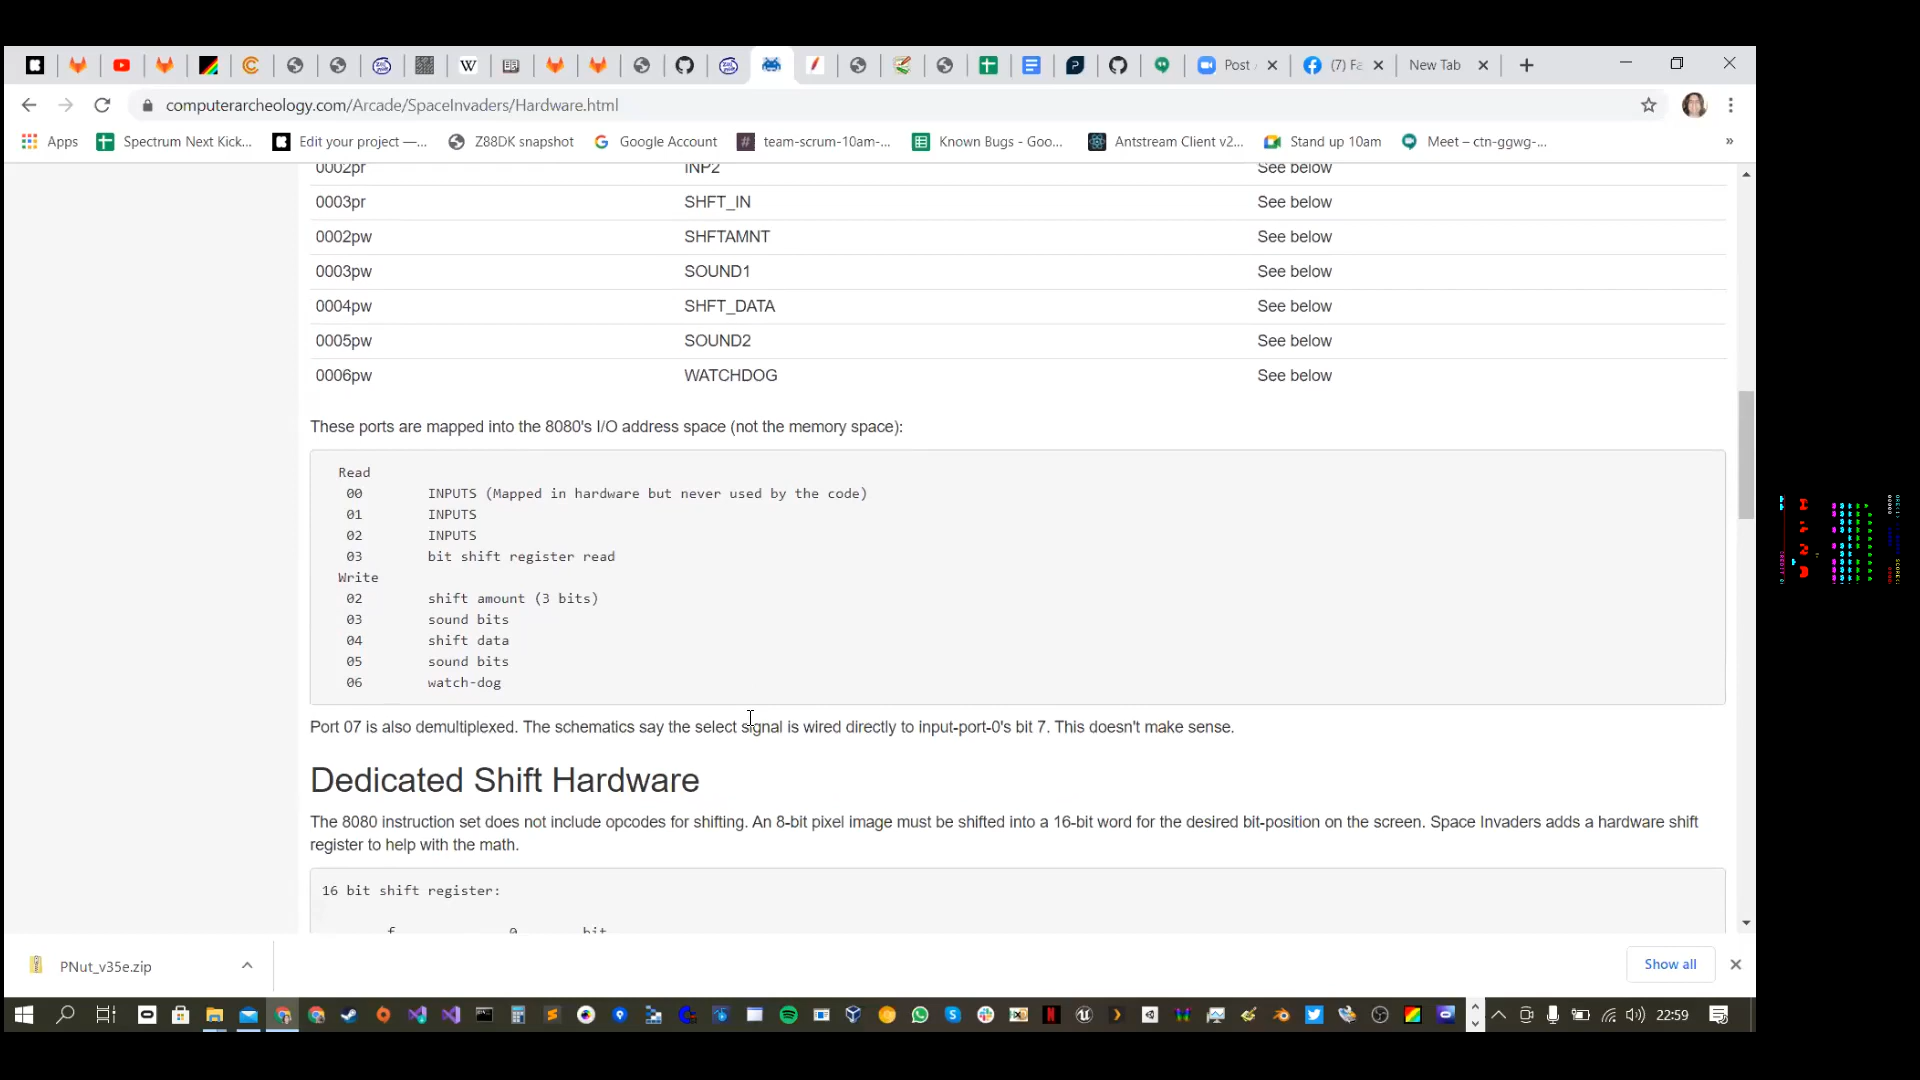 Post
(7) Fa
New Tab
computerarcheology.com/Arcade/SpaceInvaders/Hardware.html
Apps
Spectrum Next Kick...
Edit your project —...
Z88DK snapshot
Google Account
team-scrum-10am-...
Known Bugs - Goo...
Antstream Client v2...
Stand up 10am
Meet – ctn-ggwg-...
»
0002pr INP2 See below
0003pr SHFT_IN See below
0002pw SHFTAMNT See below
0003pw SOUND1 See below
0004pw SHFT_DATA See below
0005pw SOUND2 See below
0006pw WATCHDOG See below
These ports are mapped into the 8080's I/O address space (not the memory space):
Read
00 INPUTS (Mapped in hardware but never used by the code)
01 INPUTS
02 INPUTS
03 bit shift register read
Write
02 shift amount (3 bits)
03 sound bits
04 shift data
05 sound bits
06 watch-dog
Port 07 is also demultiplexed. The schematics say the select signal is wired directly to input-port-0's bit 7. This doesn't make sense.
Dedicated Shift Hardware
The 8080 instruction set does not include opcodes for shifting. An 8-bit pixel image must be shifted into a 16-bit word for the desired bit-position on the screen. Space Invaders adds a hardware shift
register to help with the math.
16 bit shift register:
f 0 bit
PNut_v35e.zip
Show all
22:59